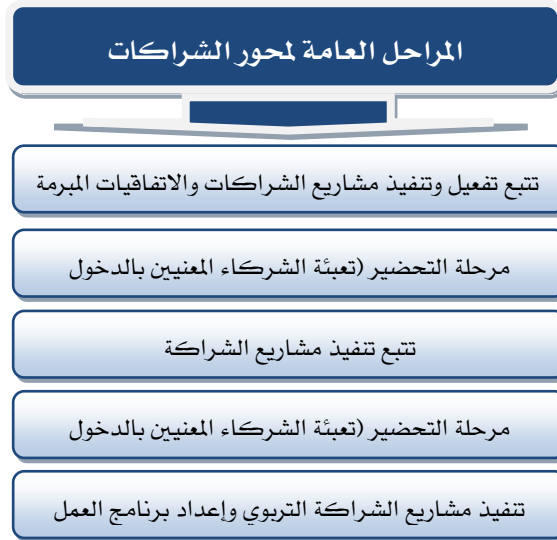 المراحل العامة لمحور الشراكات
تتبع تفعيل وتنفيذ مشاريع الشراكات والاتفاقيات المبرمة
مرحلة التحضير (تعبئة الشركاء المعنيين بالدخول
تتبع تنفيذ مشاريع الشراكة
مرحلة التحضير (تعبئة الشركاء المعنيين بالدخول
تنفيذ مشاريع الشراكة التربوي وإعداد برنامج العمل